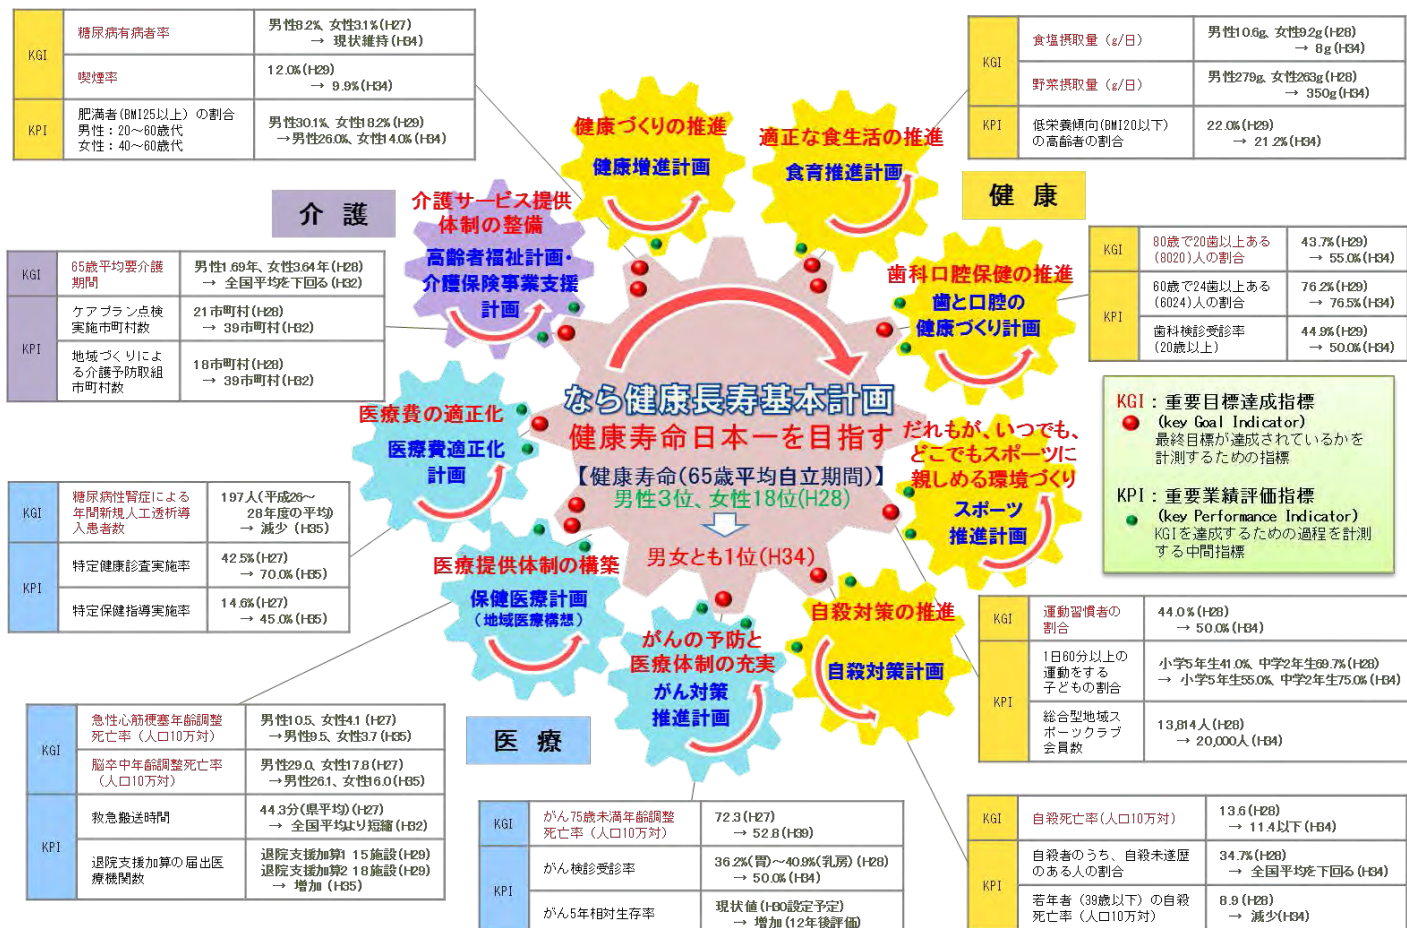 KGI
糖尿病有病者率
男性8.2%, 女性3.1%(H27)
→ 現状維持(H34)
喫煙率
12.0%(H29)
→ 9.9%(H34)
KPI
肥満者(BMI25以上)の割合
男性：20～60歳代
女性：40～60歳代
男性30.1%, 女性18.2%(H29)
→男性26.0%, 女性14.0%(H34)
KGI
食塩摂取量（g/日）
男性10.6g, 女性9.2g(H28)
→ 8g(H34)
野菜摂取量（g/日）
男性279g, 女性263g(H28)
→ 350g(H34)
KPI
低栄養傾向(BMI20以下)
の高齢者の割合
22.0%(H29)
→ 21.2%(H34)
健康づくりの推進
健康増進計画
適正な食生活の推進
食育推進計画
健 康
介 護
介護サービス提供
体制の整備
高齢者福祉計画・
介護保険事業支援
計画
KGI
65歳平均要介護
期間
男性1.69年、女性3.64年(H28)
→ 全国平均を下回る(H32)
KPI
ケアプラン点検
実施市町村数
21市町村(H28)
→ 39市町村(H32)
地域づくりによ
る介護予防取組
市町村数
18市町村(H28)
→ 39市町村(H32)
歯科口腔保健の推進
歯と口腔の
健康づくり計画
KGI
80歳で20歯以上ある
(8020)人の割合
43.7%(H29)
→ 55.0%(H34)
KPI
60歳で24歯以上ある
(6024)人の割合
76.2%(H29)
→ 76.5%(H34)
歯科検診受診率
(20歳以上)
44.9%(H29)
→ 50.0%(H34)
なら健康長寿基本計画
健康寿命日本一を目指す
【健康寿命(65歳平均自立期間)】
男性3位、女性18位(H28)
男女とも1位(H34)
KGI：重要目標達成指標
(key Goal Indicator)
最終目標が達成されているかを
計測するための指標
KPI：重要業績評価指標
(key Performance Indicator)
KGIを達成するための過程を計測
する中間指標
医療費の適正化
医療費適正化
計画
だれもが、いつでも、
どこでもスポーツに
親しめる環境づくり
スポーツ
推進計画
KGI
糖尿病性腎症による
年間新規人工透析導
入患者数
197人(平成26～
28年度の平均)
→ 減少(H35)
KPI
特定健康診査実施率
42.5%(H27)
→ 70.0%(H35)
特定保健指導実施率
14.6%(H27)
→ 45.0%(H35)
医療提供体制の構築
保健医療計画
（地域医療構想）
がんの予防と
医療体制の充実
がん対策
推進計画
自殺対策の推進
自殺対策計画
KGI
運動習慣者の
割合
44.0%(H28)
→ 50.0%(H34)
KPI
1日60分以上の
運動をする
子どもの割合
小学5年生41.0%, 中学2年生69.7%(H28)
→ 小学5年生55.0%, 中学2年生75.0%(H34)
総合型地域ス
ポーツクラブ
会員数
13,814人(H28)
→ 20,000人(H34)
医 療
KGI
急性心筋梗塞年齢調整
死亡率（人口10万対）
男性10.5, 女性4.1(H27)
→男性9.5, 女性3.7(H35)
脳卒中年齢調整死亡率
（人口10万対）
男性29.0, 女性17.8(H27)
→男性26.1, 女性16.0(H35)
KPI
救急搬送時間
44.3分(県平均)(H27)
→ 全国平均より短縮(H32)
退院支援加算の届出医
療機関数
退院支援加算1 15施設(H29)
退院支援加算2 18施設(H29)
→ 増加(H35)
KGI
がん75歳未満年齢調整
死亡率（人口10万対）
72.3(H27)
→ 52.8(H39)
KPI
がん検診受診率
36.2%(胃)～40.9%(乳房)(H28)
→ 50.0%(H34)
がん5年相対生存率
現状値(H30設定予定)
→ 増加(12年後評価)
KGI
自殺死亡率(人口10万対)
13.6(H28)
→ 11.4以下(H34)
KPI
自殺者のうち、自殺未遂歴
のある人の割合
34.7%(H28)
→ 全国平均を下回る(H34)
若年者（39歳以下）の自殺
死亡率（人口10万対）
8.9(H28)
→ 減少(H34)